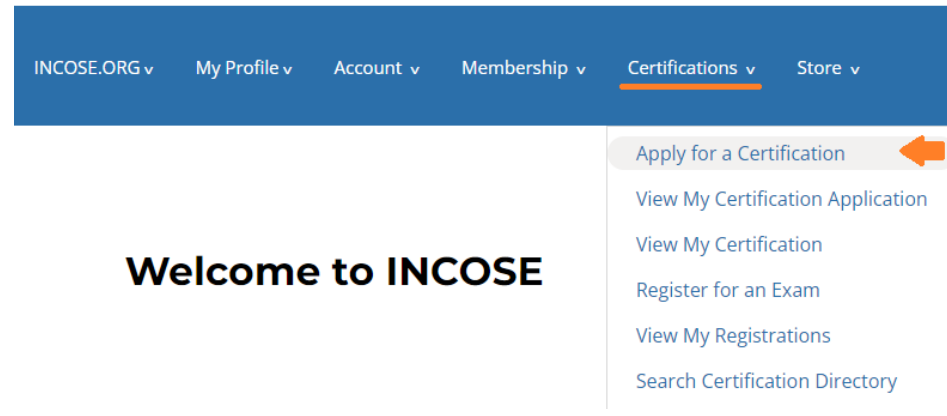 INCOSE.ORG v My Profile v Account v Membership v Certifications v Store v
Apply for a Certification
View My Certification Application
View My Certification
Welcome to INCOSE
Register for an Exam
View My Registrations
Search Certification Directory